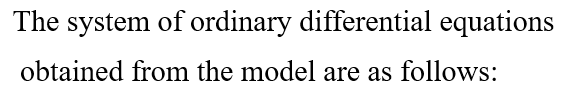 The system of ordinary differential equations
obtained from the model are as follows: